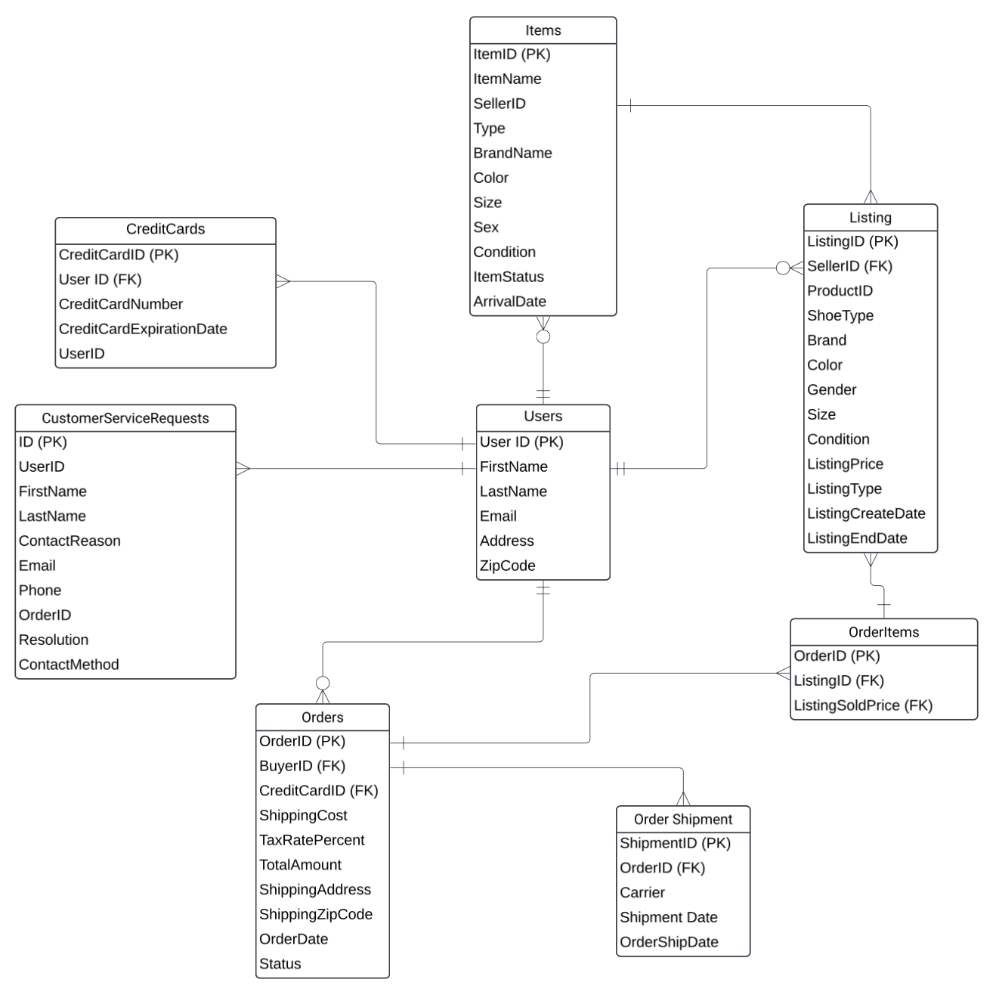 Items
ItemID (PK)
ItemName
SellerID
Type
BrandName
Color
Size
Sex
Condition
ItemStatus
ArrivalDate
Listing
ListingID (PK)
SellerID (FK)
ProductID
ShoeType
Brand
Color
Gender
Size
Condition
ListingPrice
ListingType
ListingCreateDate
ListingEndDate
CreditCards
CreditCardID (PK)
User ID (FK)
CreditCardNumber
CreditCardExpirationDate
UserID
CustomerServiceRequests
ID (PK)
UserID
FirstName
LastName
ContactReason
Email
Phone
OrderID
Resolution
ContactMethod
Users
User ID (PK)
FirstName
LastName
Email
Address
ZipCode
OrderItems
OrderID (PK)
ListingID (FK)
ListingSoldPrice (FK)
Orders
OrderID (PK)
BuyerID (FK)
CreditCardID (FK)
ShippingCost
TaxRatePercent
TotalAmount
ShippingAddress
ShippingZipCode
OrderDate
Status
Order Shipment
ShipmentID (PK)
OrderID (FK)
Carrier
Shipment Date
OrderShipDate